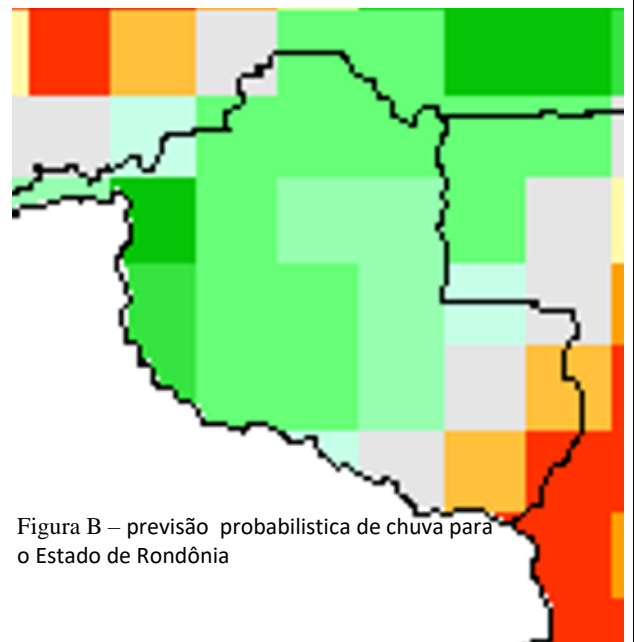 Figura B – previsão probabilistica de chuva para
o Estado de Rondônia